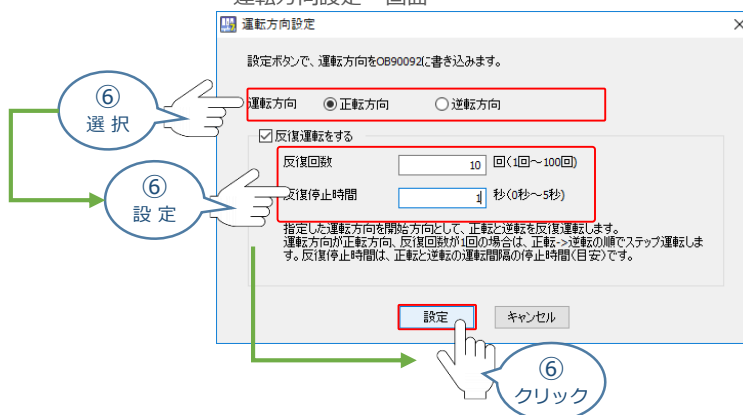 運転方向設定 画面
運転方向設定
設定ボタンで、運転方向をOB90092に書き込みます。
運転方向 正転方向 逆転方向
⑥
選 択
反復運転をする
反復回数 10 回(1回～100回)
反復停止時間 1 秒(0秒～5秒)
⑥
設 定
指定した運転方向を開始方向として、正転と逆転を反復運転します。
運転方向が正転方向、反復回数が1回の場合は、正転->逆転の順でステップ運転しま
す。反復停止時間は、正転と逆転の運転間隔の停止時間(目安)です。
設定 キャンセル
⑥
クリック